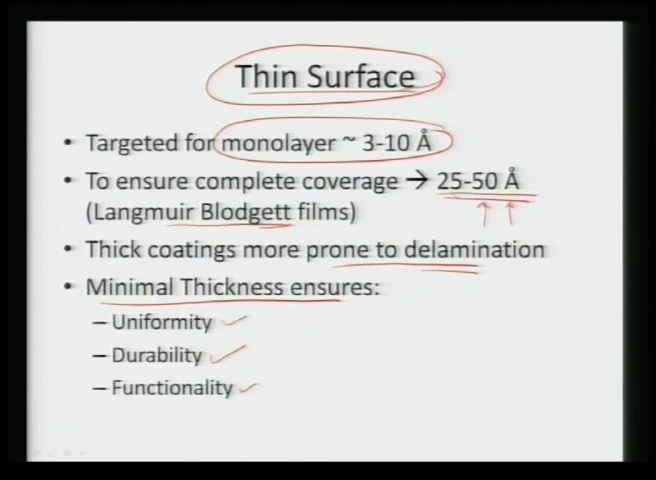 Thin Surface
• Targeted for monolayer ~ 3-10 Å
• To ensure complete coverage → 25-50 Å
(Langmuir Blodgett films)
• Thick coatings more prone to delamination
• Minimal Thickness ensures:
– Uniformity
– Durability
– Functionality